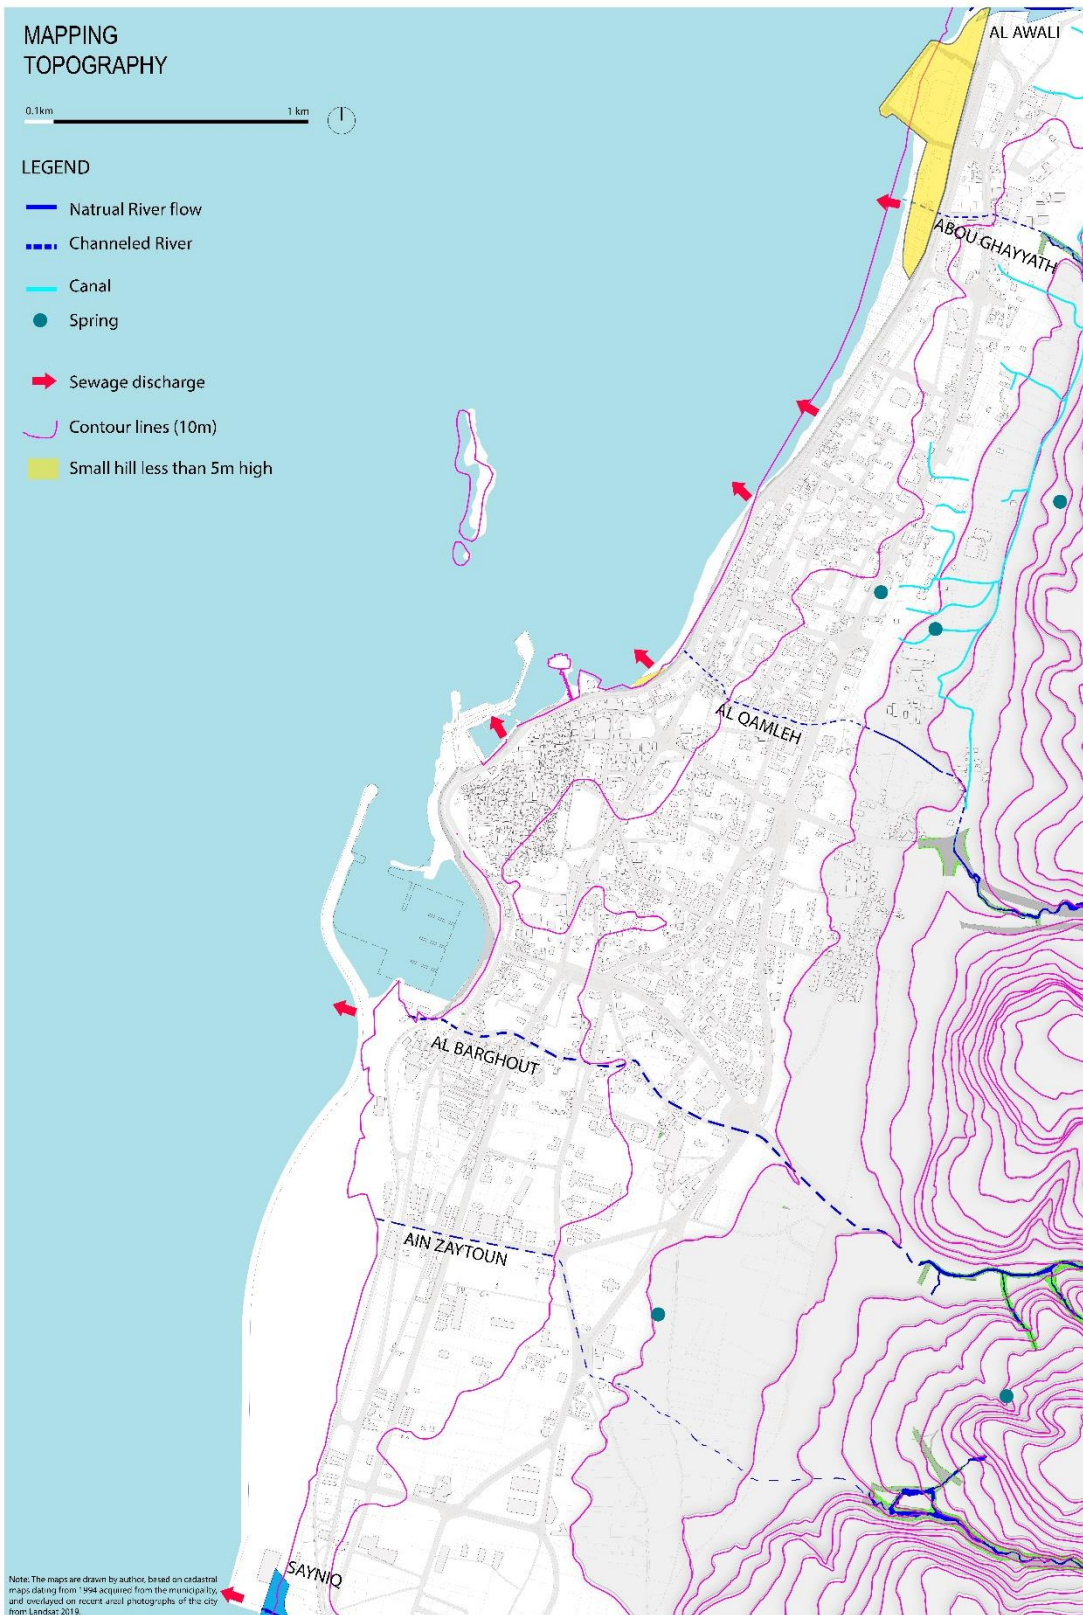 MAPPING
TOPOGRAPHY
0.1km 1 km
LEGEND
Natrual River flow
Channeled River
Canal
Spring
Sewage discharge
Contour lines (10m)
Small hill less than 5m high
AL AWALI
ABOU GHAYYATH
AL QAMLEH
AL BARGHOUT
AIN ZAYTOUN
SAYNIQ
Note: The maps are drawn by author, based on cadastral
maps dating from 1994 acquired from the municipality,
and overlayed on recent areal photographs of the city
from Landsat 2019.